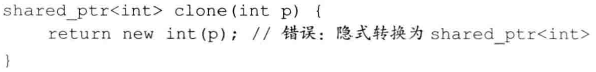 shared_ptr<int> clone(int p) {
    return new int(p); // 错误：隐式转换为 shared_ptr<int>
}